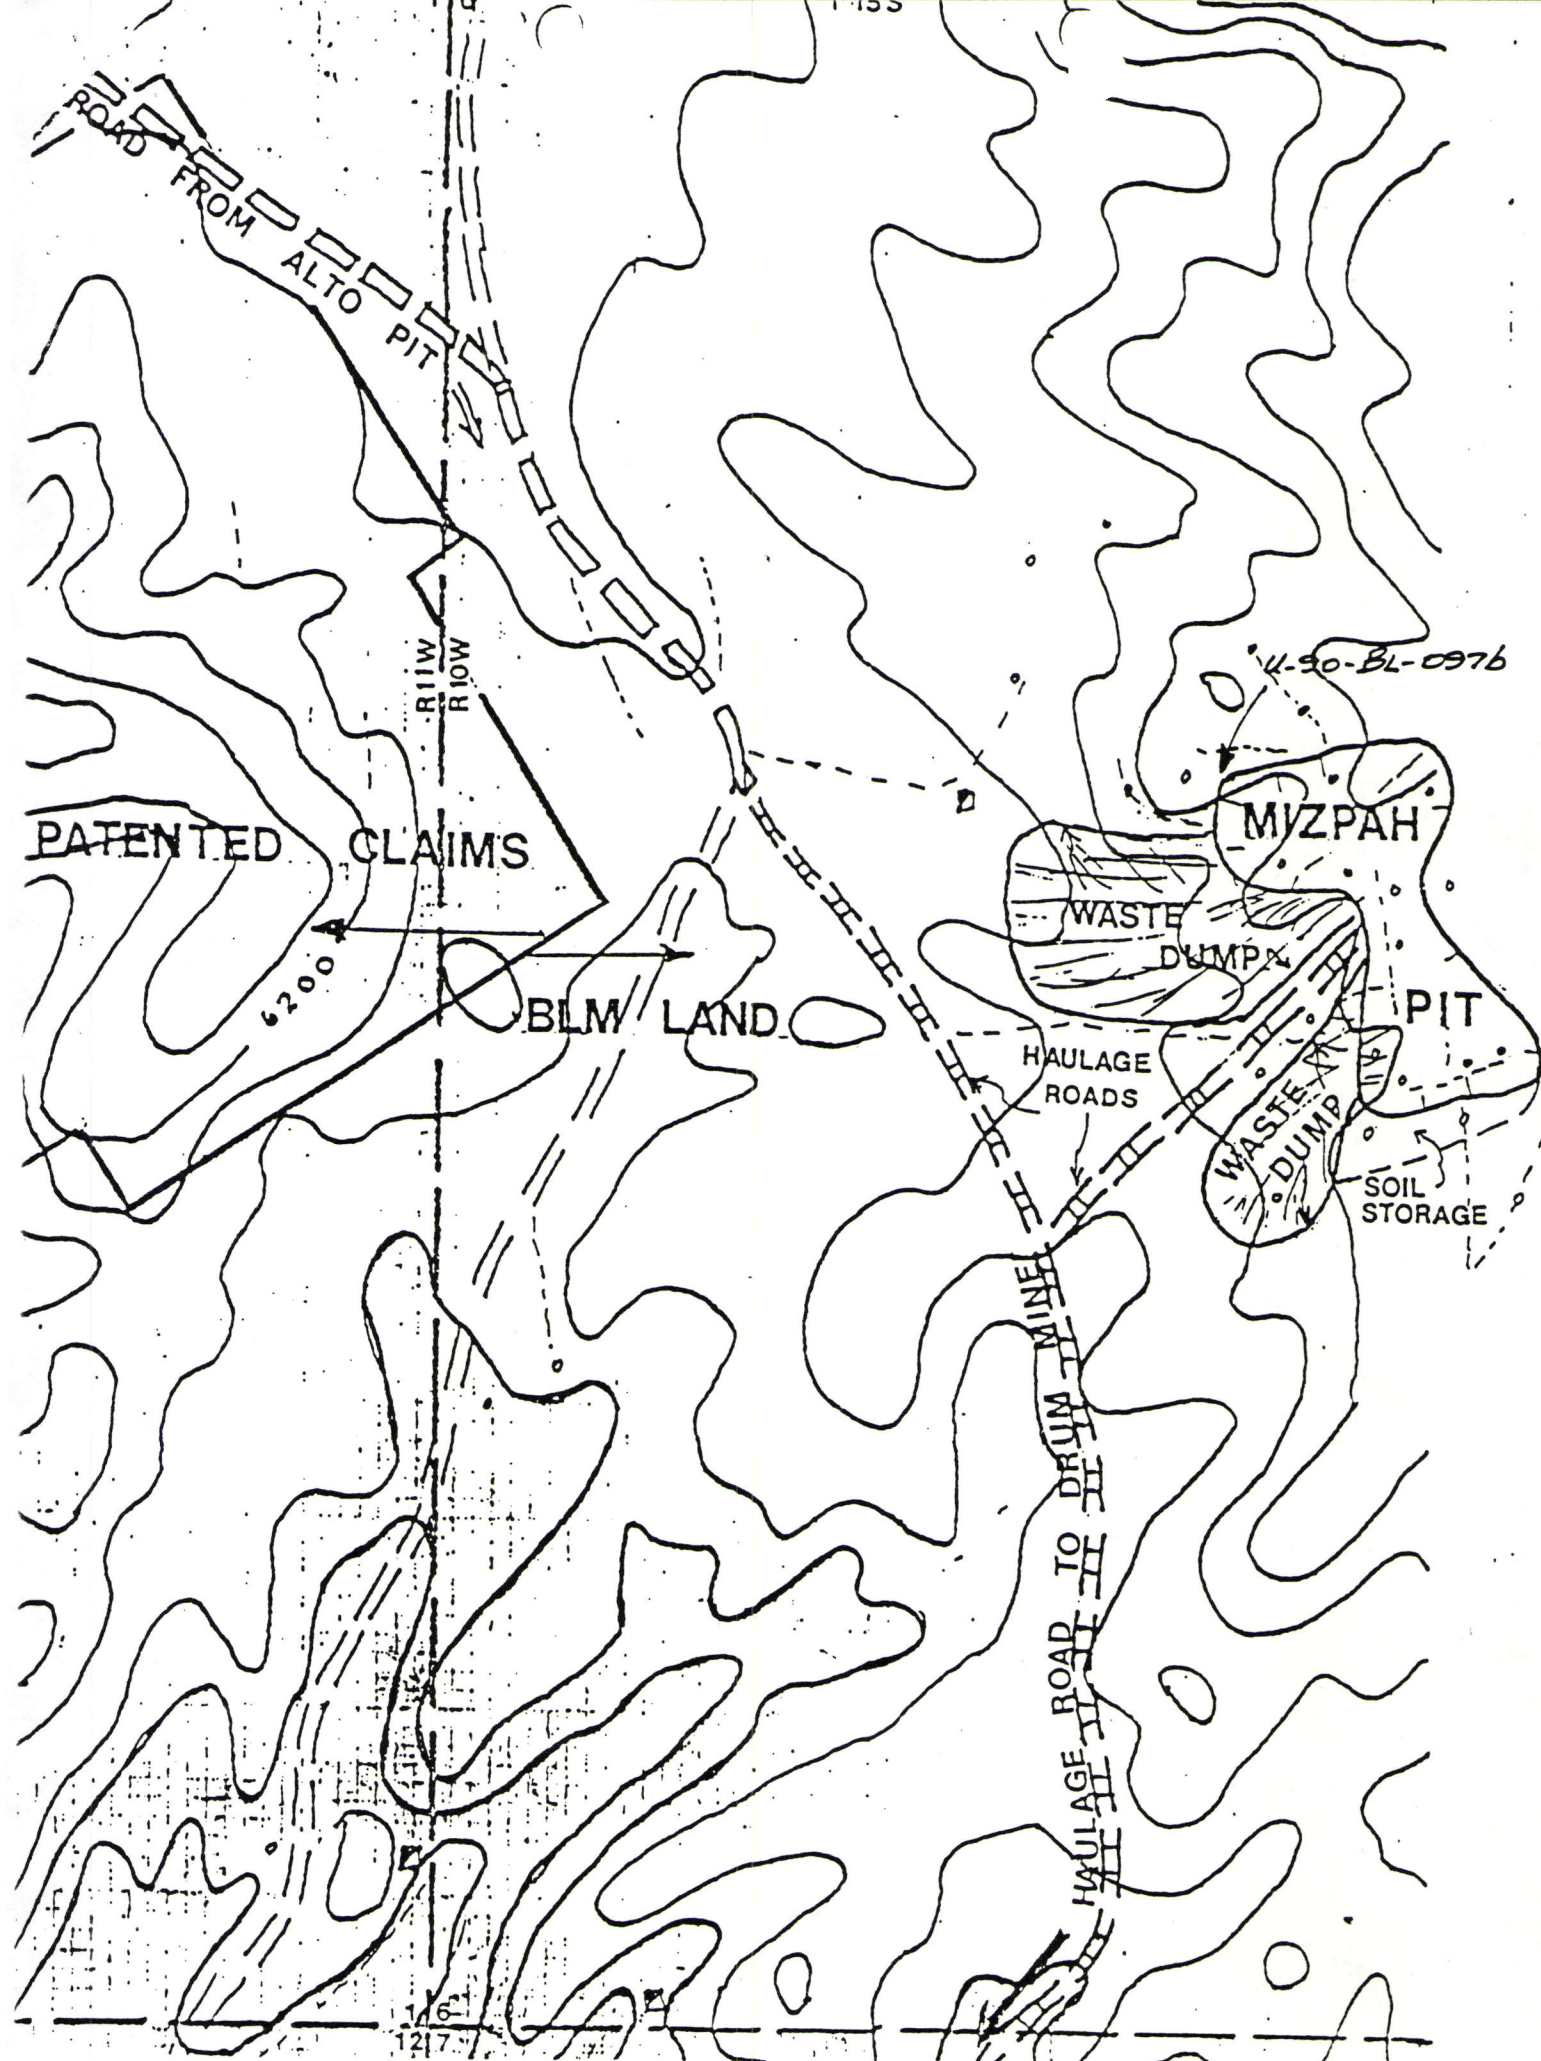 T 15 S
ROAD FROM ALTO PIT
R11W
R10W
U-90-BL-097b
MIZPAH
PIT
PATENTED CLAIMS
WASTE
DUMP
6200
BLM LAND
HAULAGE
ROADS
WASTE
DUMP
SOIL
STORAGE
HAULAGE ROAD TO DRUM MINE
1 6
12 7